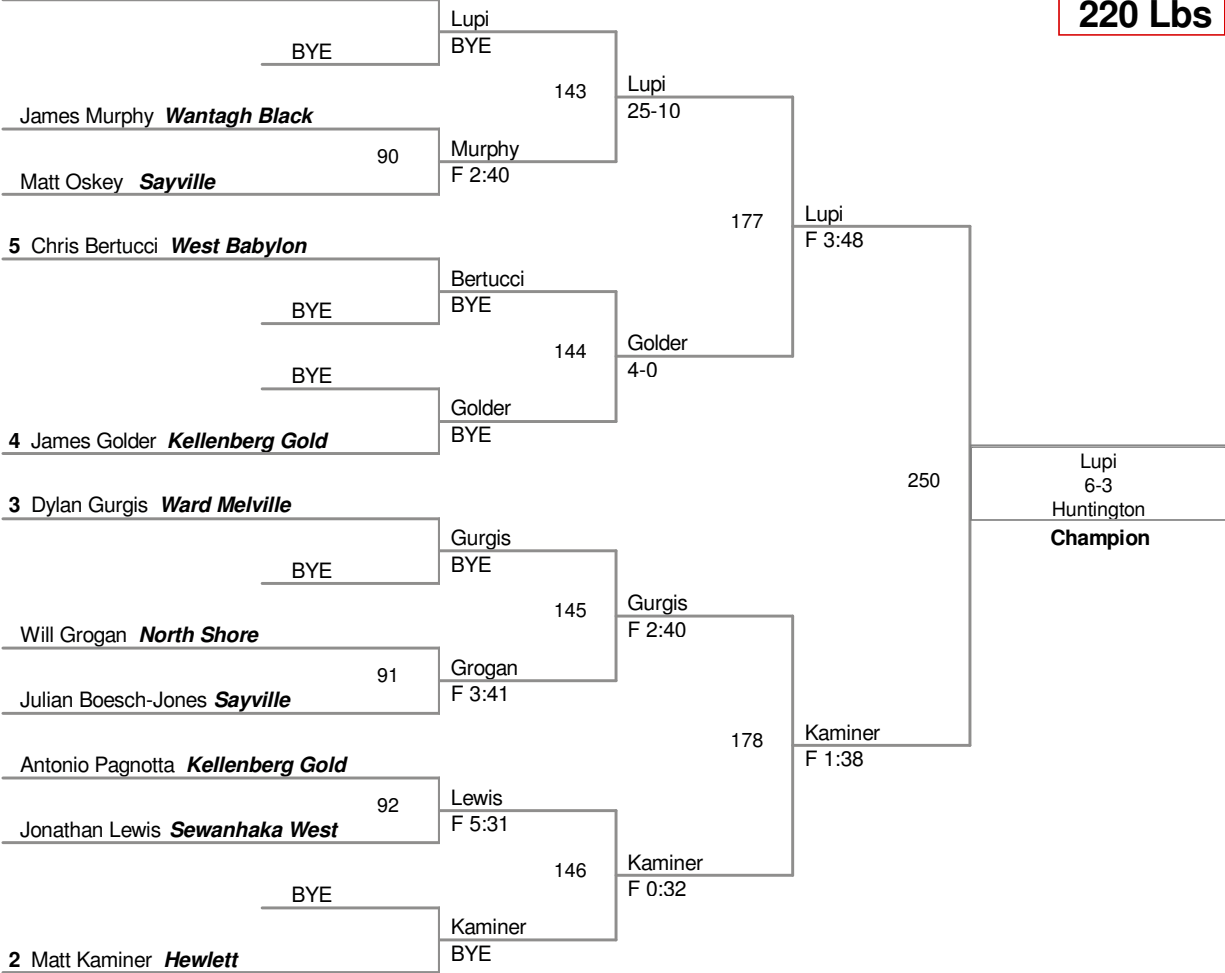 220 Lbs
Lupi
BYE
BYE
143
Lupi
25-10
James Murphy Wantagh Black
90
Murphy
F 2:40
Matt Oskey Sayville
177
Lupi
F 3:48
5 Chris Bertucci West Babylon
Bertucci
BYE
BYE
144
Golder
4-0
BYE
Golder
BYE
4 James Golder Kellenberg Gold
250
Lupi
6-3
Huntington
Champion
3 Dylan Gurgis Ward Melville
Gurgis
BYE
BYE
145
Gurgis
F 2:40
Will Grogan North Shore
91
Grogan
F 3:41
Julian Boesch-Jones Sayville
178
Kaminer
F 1:38
Antonio Pagnotta Kellenberg Gold
92
Lewis
F 5:31
Jonathan Lewis Sewanhaka West
146
Kaminer
F 0:32
BYE
Kaminer
BYE
2 Matt Kaminer Hewlett